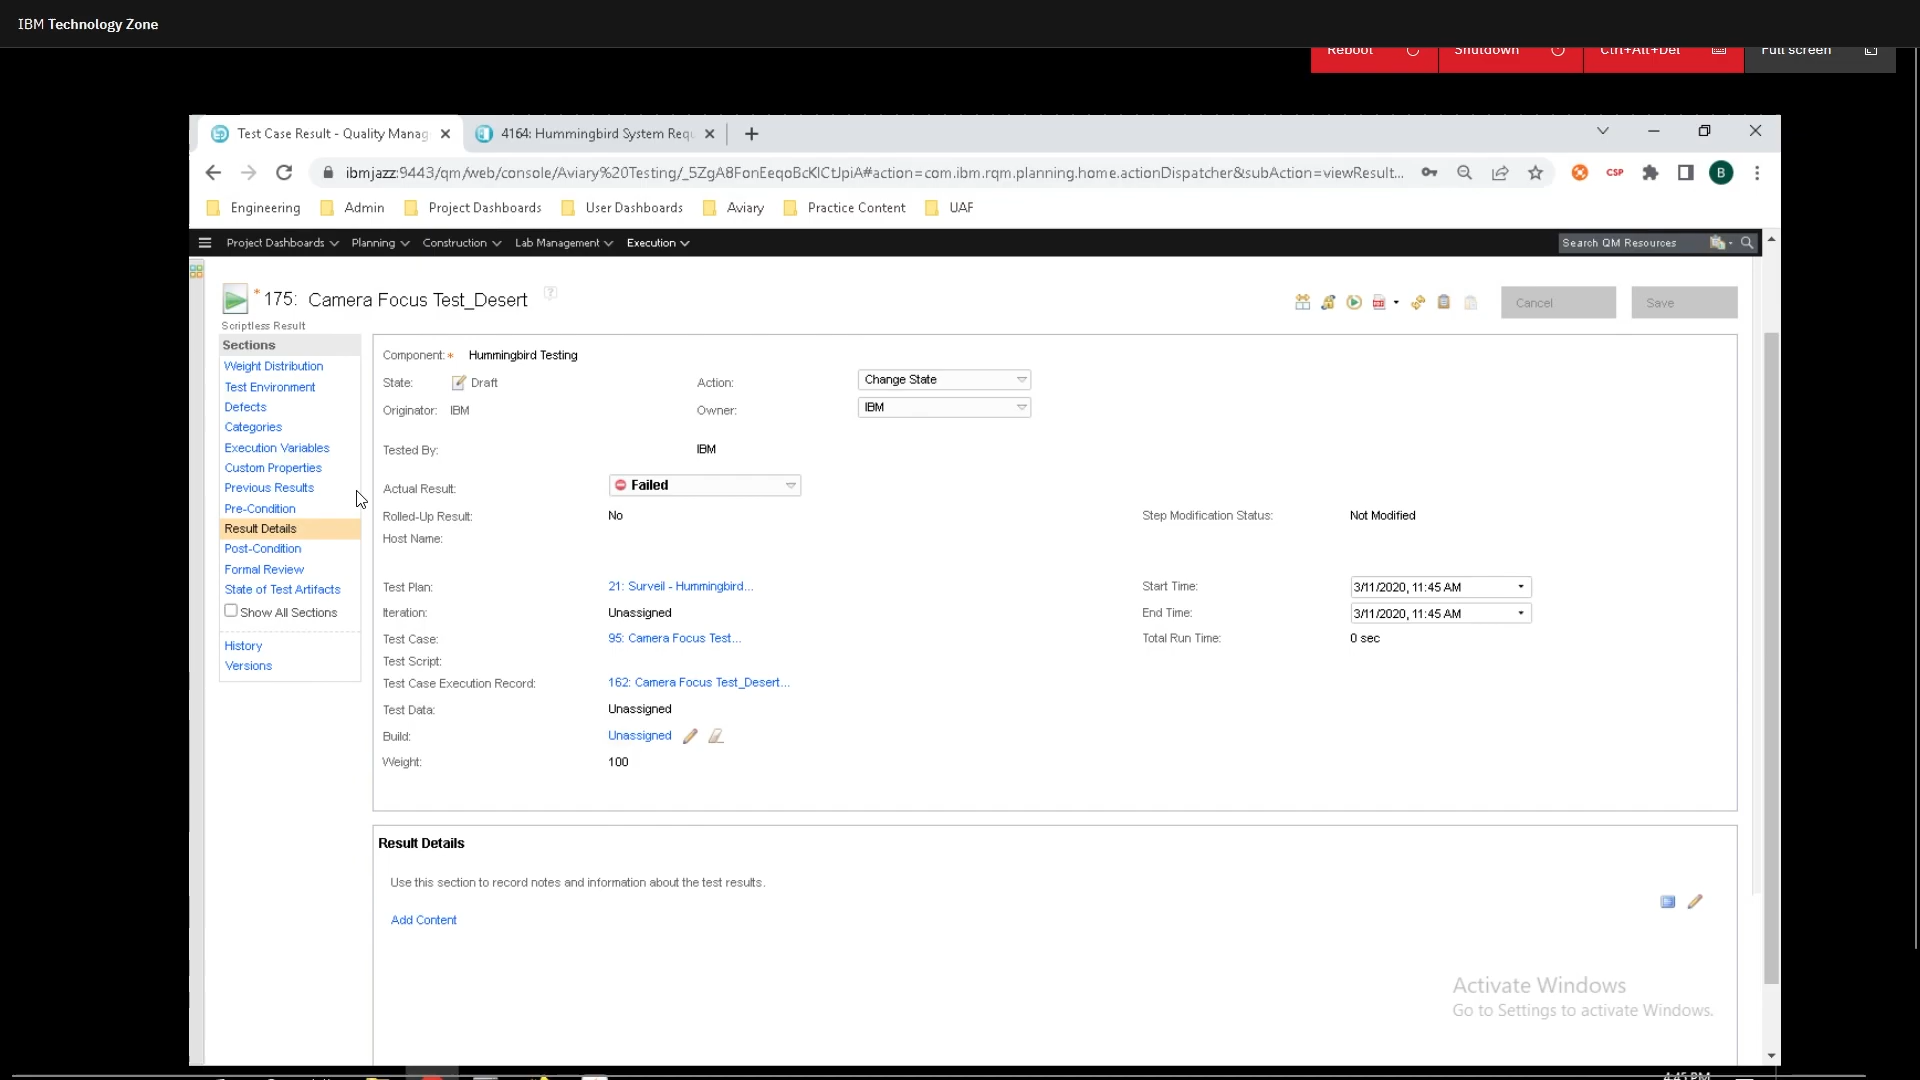 IBM Technology Zone
Reboot Shutdown Ctrl+Alt+Del Full screen
Test Case Result - Quality Manag 4164: Hummingbird System Requ
ibmjazz:9443/qm/web/console/Aviary%20Testing/_5ZgA8FonEeqoBcKlCtJpiA#action=com.ibm.rqm.planning.home.actionDispatcher&subAction=viewResult... CSP B
Engineering Admin Project Dashboards User Dashboards Aviary Practice Content UAF
Project Dashboards Planning Construction Lab Management Execution Search QM Resources
* 175: Camera Focus Test_Desert ?
Cancel Save
Scriptless Result
Sections
Weight Distribution
Test Environment
Defects
Categories
Execution Variables
Custom Properties
Previous Results
Pre-Condition
Result Details
Post-Condition
Formal Review
State of Test Artifacts
Show All Sections
History
Versions
Component: * Hummingbird Testing
State: Draft Action: Change State
Originator: IBM Owner: IBM
Tested By: IBM
Actual Result: Failed
Rolled-Up Result: No Step Modification Status: Not Modified
Host Name:
Test Plan: 21: Surveil - Hummingbird... Start Time: 3/11/2020, 11:45 AM
Iteration: Unassigned End Time: 3/11/2020, 11:45 AM
Test Case: 95: Camera Focus Test... Total Run Time: 0 sec
Test Script:
Test Case Execution Record: 162: Camera Focus Test_Desert...
Test Data: Unassigned
Build: Unassigned
Weight: 100
Result Details
Use this section to record notes and information about the test results.
Add Content
Activate Windows
Go to Settings to activate Windows.
4:45 PM